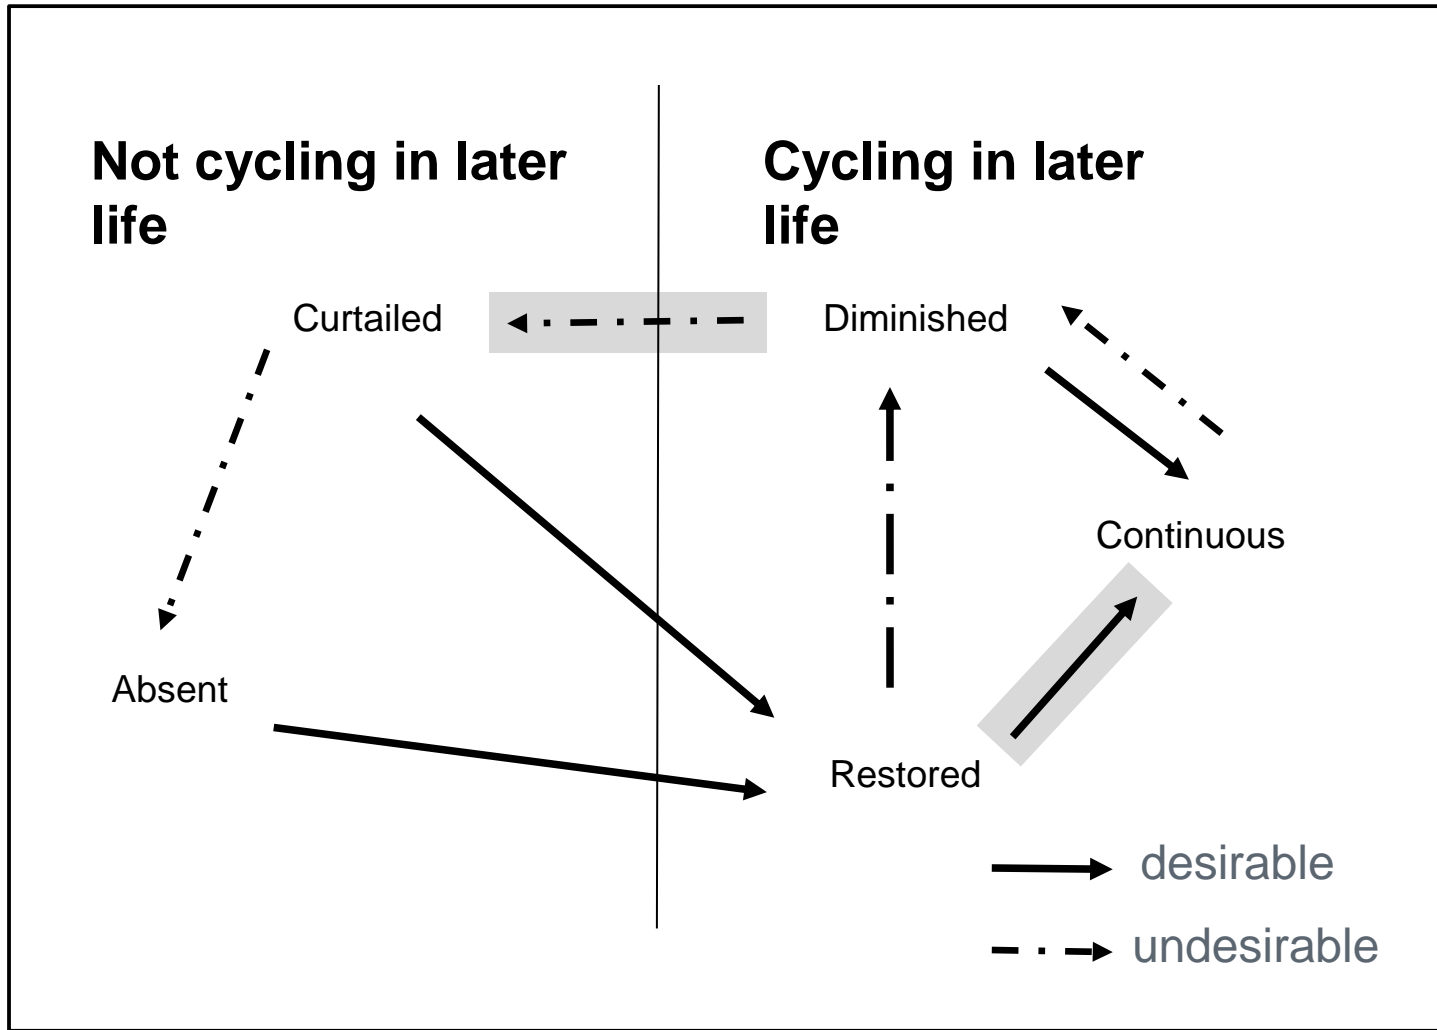 Not cycling in later
life
Cycling in later
life
Curtailed
Diminished
Continuous
Absent
Restored
desirable
undesirable